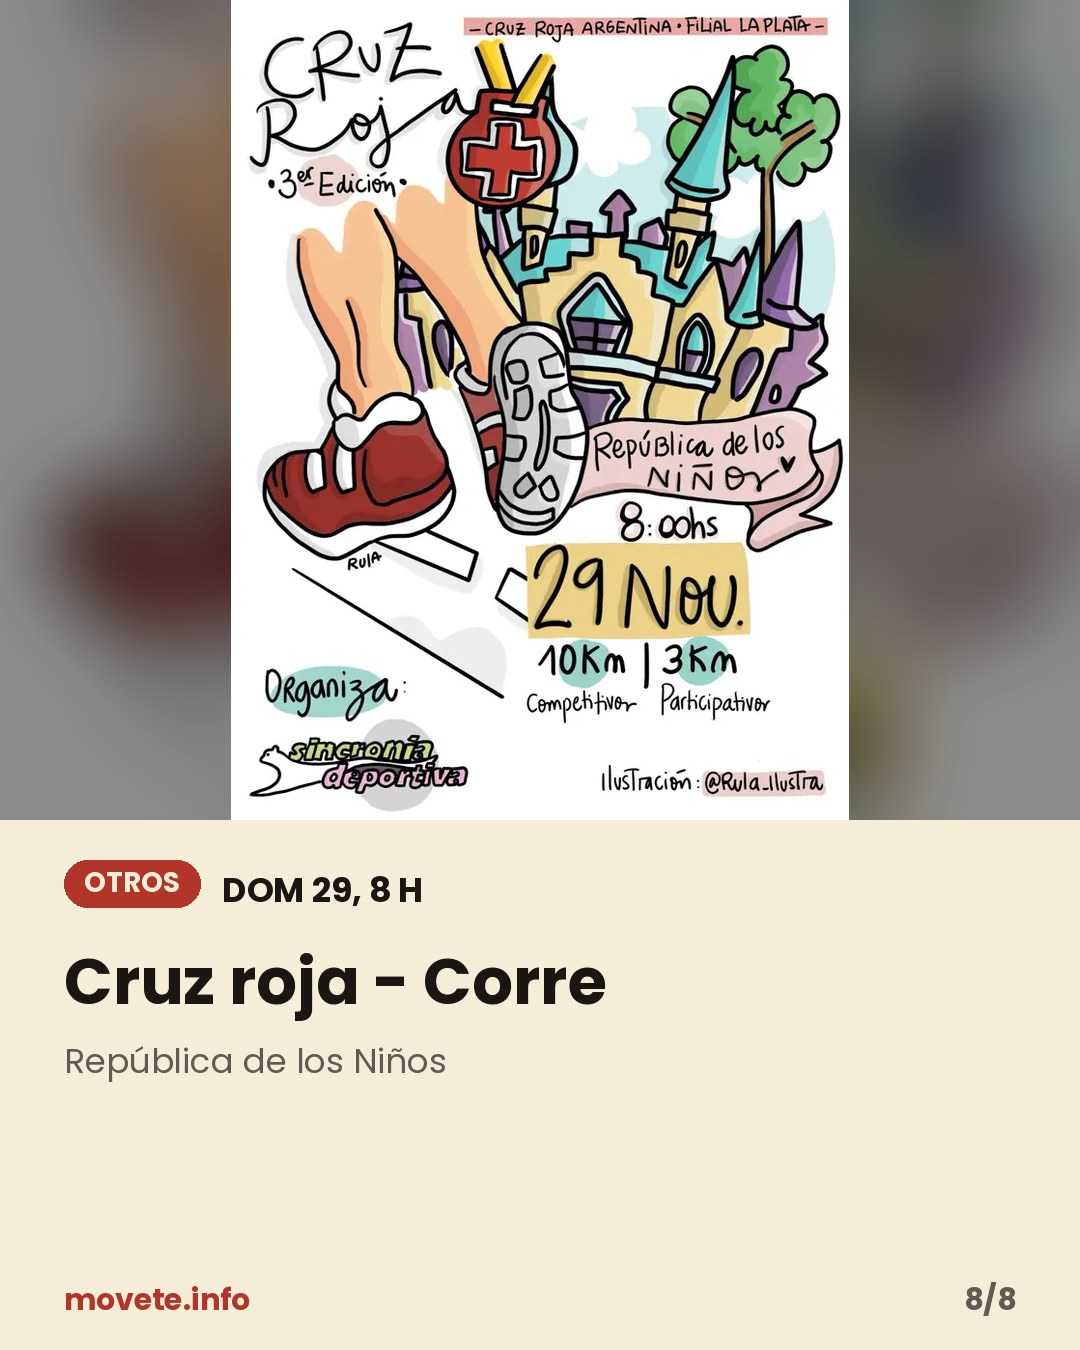 – CRUZ ROJA ARGENTINA • FILIAL LA PLATA –
CRUZ
Roja
• 3er Edición •
República de los
NIÑOS
8:00hs
29 NOV.
RULA
10Km | 3Km
Competitivos Participativos
Organiza:
sincronía
deportiva
Ilustración: @Rula_ilustra
OTROS DOM 29, 8 H
Cruz roja - Corre
República de los Niños
movete.info 8/8